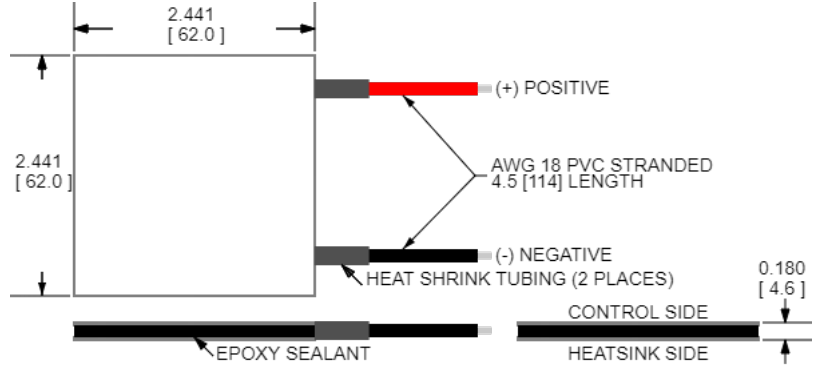 2.441
[ 62.0 ]
(+) POSITIVE
2.441
[ 62.0 ]
AWG 18 PVC STRANDED
4.5 [114] LENGTH
(-) NEGATIVE
HEAT SHRINK TUBING (2 PLACES)
0.180
[ 4.6 ]
CONTROL SIDE
EPOXY SEALANT
HEATSINK SIDE